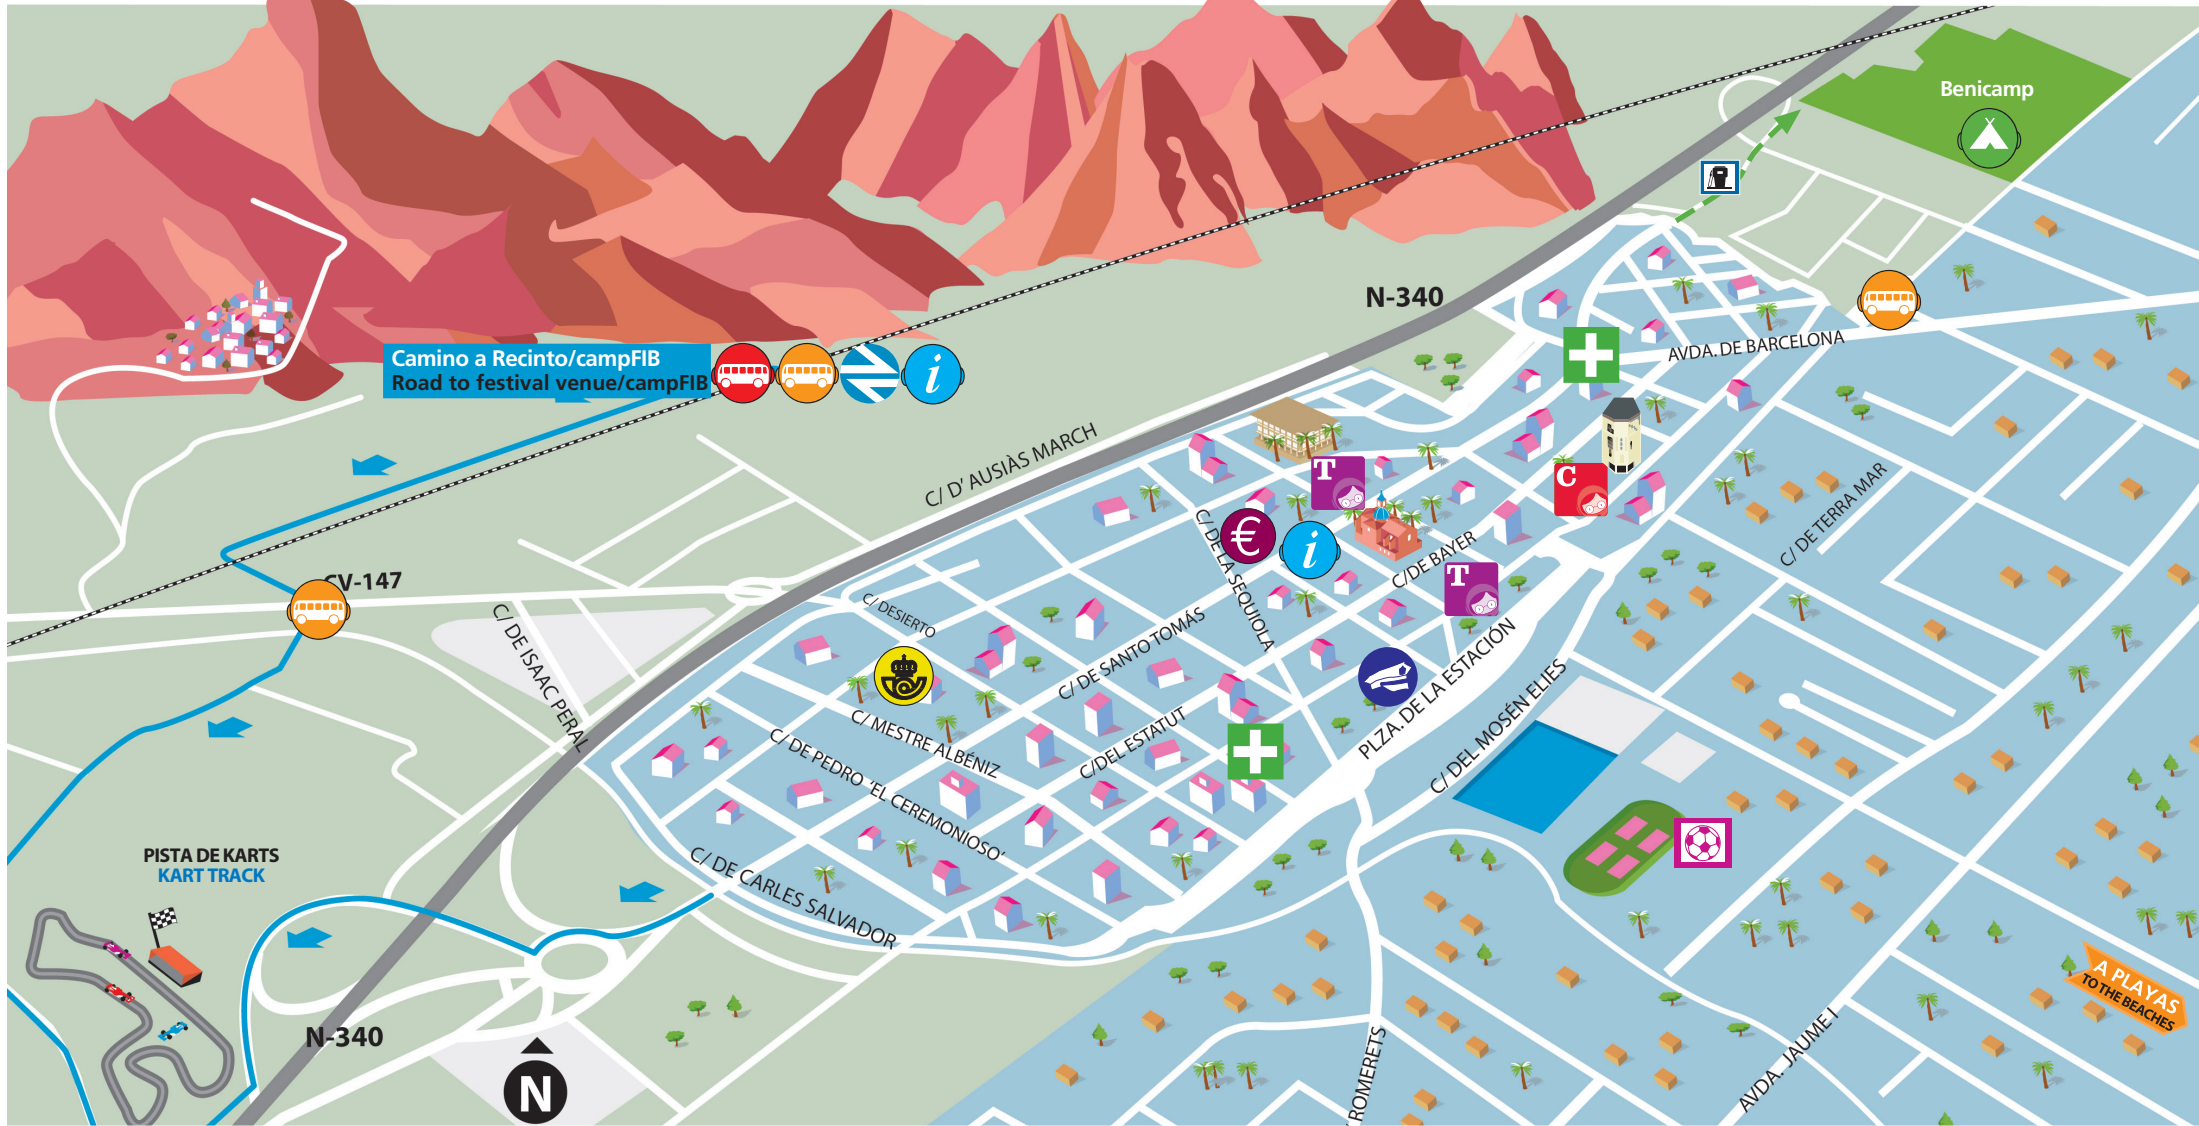 Benicamp
N-340
AVDA. DE BARCELONA
Camino a Recinto/campFIB
Road to festival venue/campFIB
i
C/ D' AUSIÀS MARCH
T
C
C/ DE TERRA MAR
€
i
C/ DE LA SEQUIOLA
C/DE BAYER
T
CV-147
C/ DE ISAAC PERAL
C/ DESIERTO
C/ DE SANTO TOMÁS
PLZA. DE LA ESTACIÓN
C/ DEL MOSÉN ELIES
C/ MESTRE ALBÉNIZ
C/DEL ESTATUT
C/ DE PEDRO 'EL CEREMONIOSO'
C/ DE CARLES SALVADOR
PISTA DE KARTS
KART TRACK
A PLAYAS
TO THE BEACHES
N-340
N
ROMERETS
AVDA. JAUME I